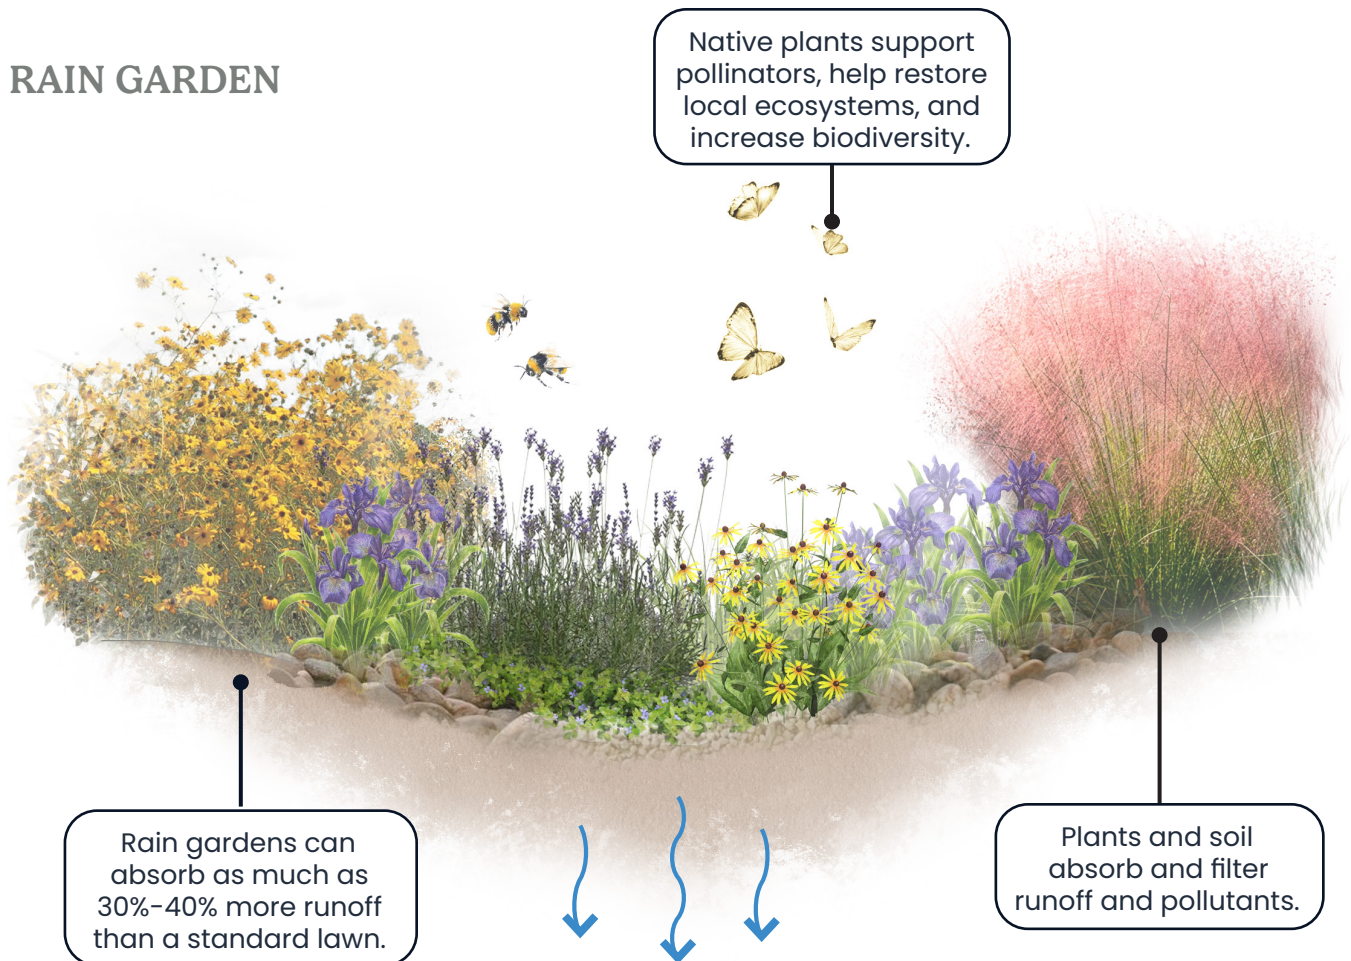 RAIN GARDEN
Native plants support
pollinators, help restore
local ecosystems, and
increase biodiversity.
Rain gardens can
absorb as much as
30%-40% more runoff
than a standard lawn.
Plants and soil
absorb and filter
runoff and pollutants.